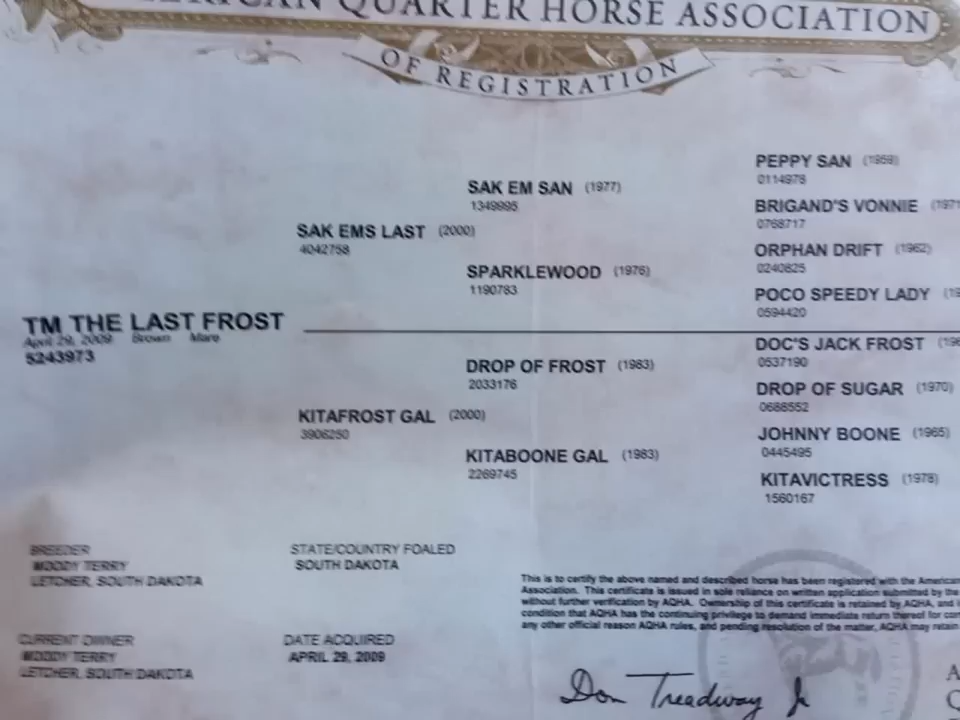 QUARTER HORSE ASSOCIATION
OF REGISTRATION
PEPPY SAN (1959)
0114978
SAK EM SAN (1977)
1349995
BRIGAND'S VONNIE
0768717
SAK EMS LAST (2000)
4042758
ORPHAN DRIFT (1962)
0240825
SPARKLEWOOD (1976)
1190783
POCO SPEEDY LADY
0594420
TM THE LAST FROST
April 29, 2009 Brown Mare
5243973
DOC'S JACK FROST
0537190
DROP OF FROST (1983)
2033176
DROP OF SUGAR (1970)
0688552
KITAFROST GAL (2000)
3906250
JOHNNY BOONE (1965)
0445495
KITABOONE GAL (1983)
2269745
KITAVICTRESS (1978)
1560167
BREEDER
MOODY TERRY
LETCHER, SOUTH DAKOTA
STATE/COUNTRY FOALED
SOUTH DAKOTA
This is to certify the above named and described horse has been registered with the American
Association. This certificate is issued in sole reliance on written application submitted by the
without further verification by AQHA. Ownership of this certificate is retained by AQHA, and
condition that AQHA has the continuing privilege to demand immediate return thereof for
any other official reason AQHA rules, and pending resolution of the matter, AQHA may retain
CURRENT OWNER
MOODY TERRY
LETCHER, SOUTH DAKOTA
DATE ACQUIRED
APRIL 29, 2009
Don Treadway Jr